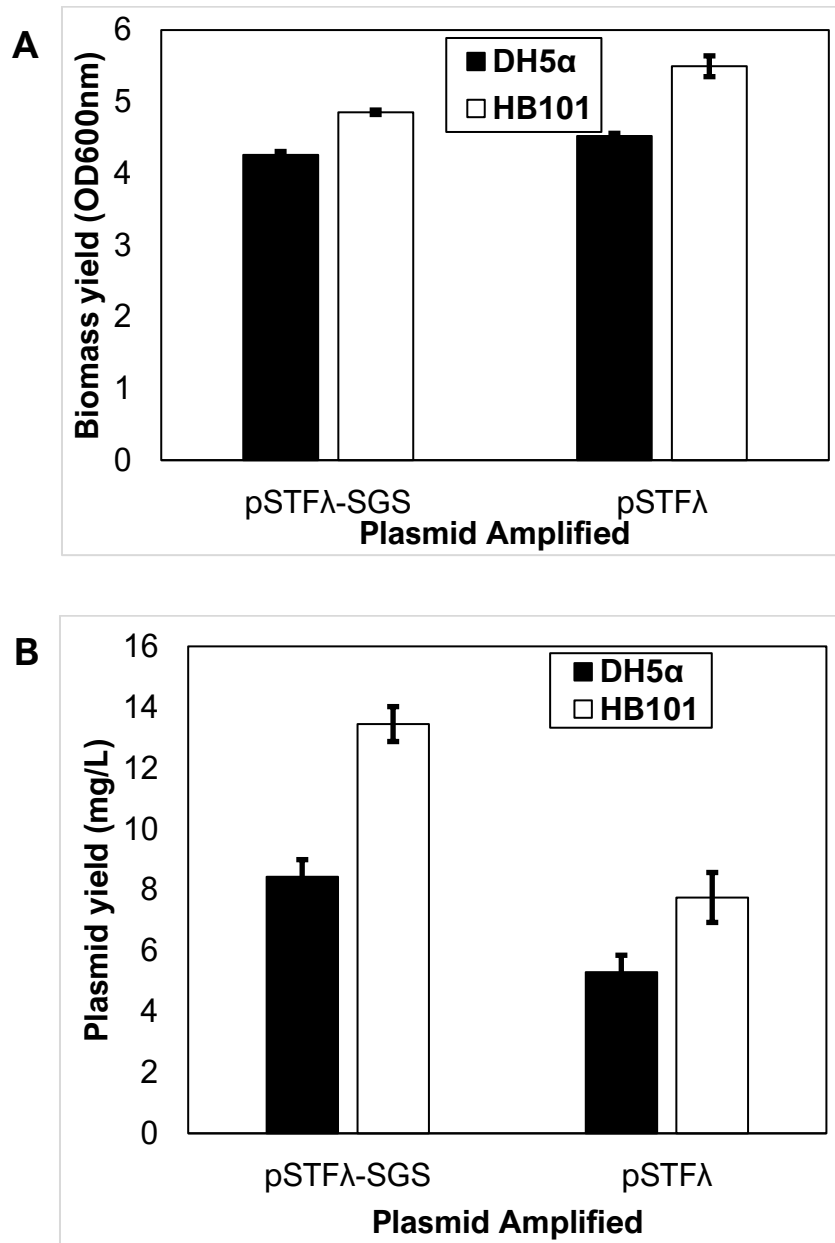 A
6
5
4
3
2
1
0
Biomass yield (OD600nm)
DH5α
HB101
pSTFλ-SGS pSTFλ
Plasmid Amplified
B
16
14
12
10
8
6
4
2
0
Plasmid yield (mg/L)
DH5α
HB101
pSTFλ-SGS pSTFλ
Plasmid Amplified